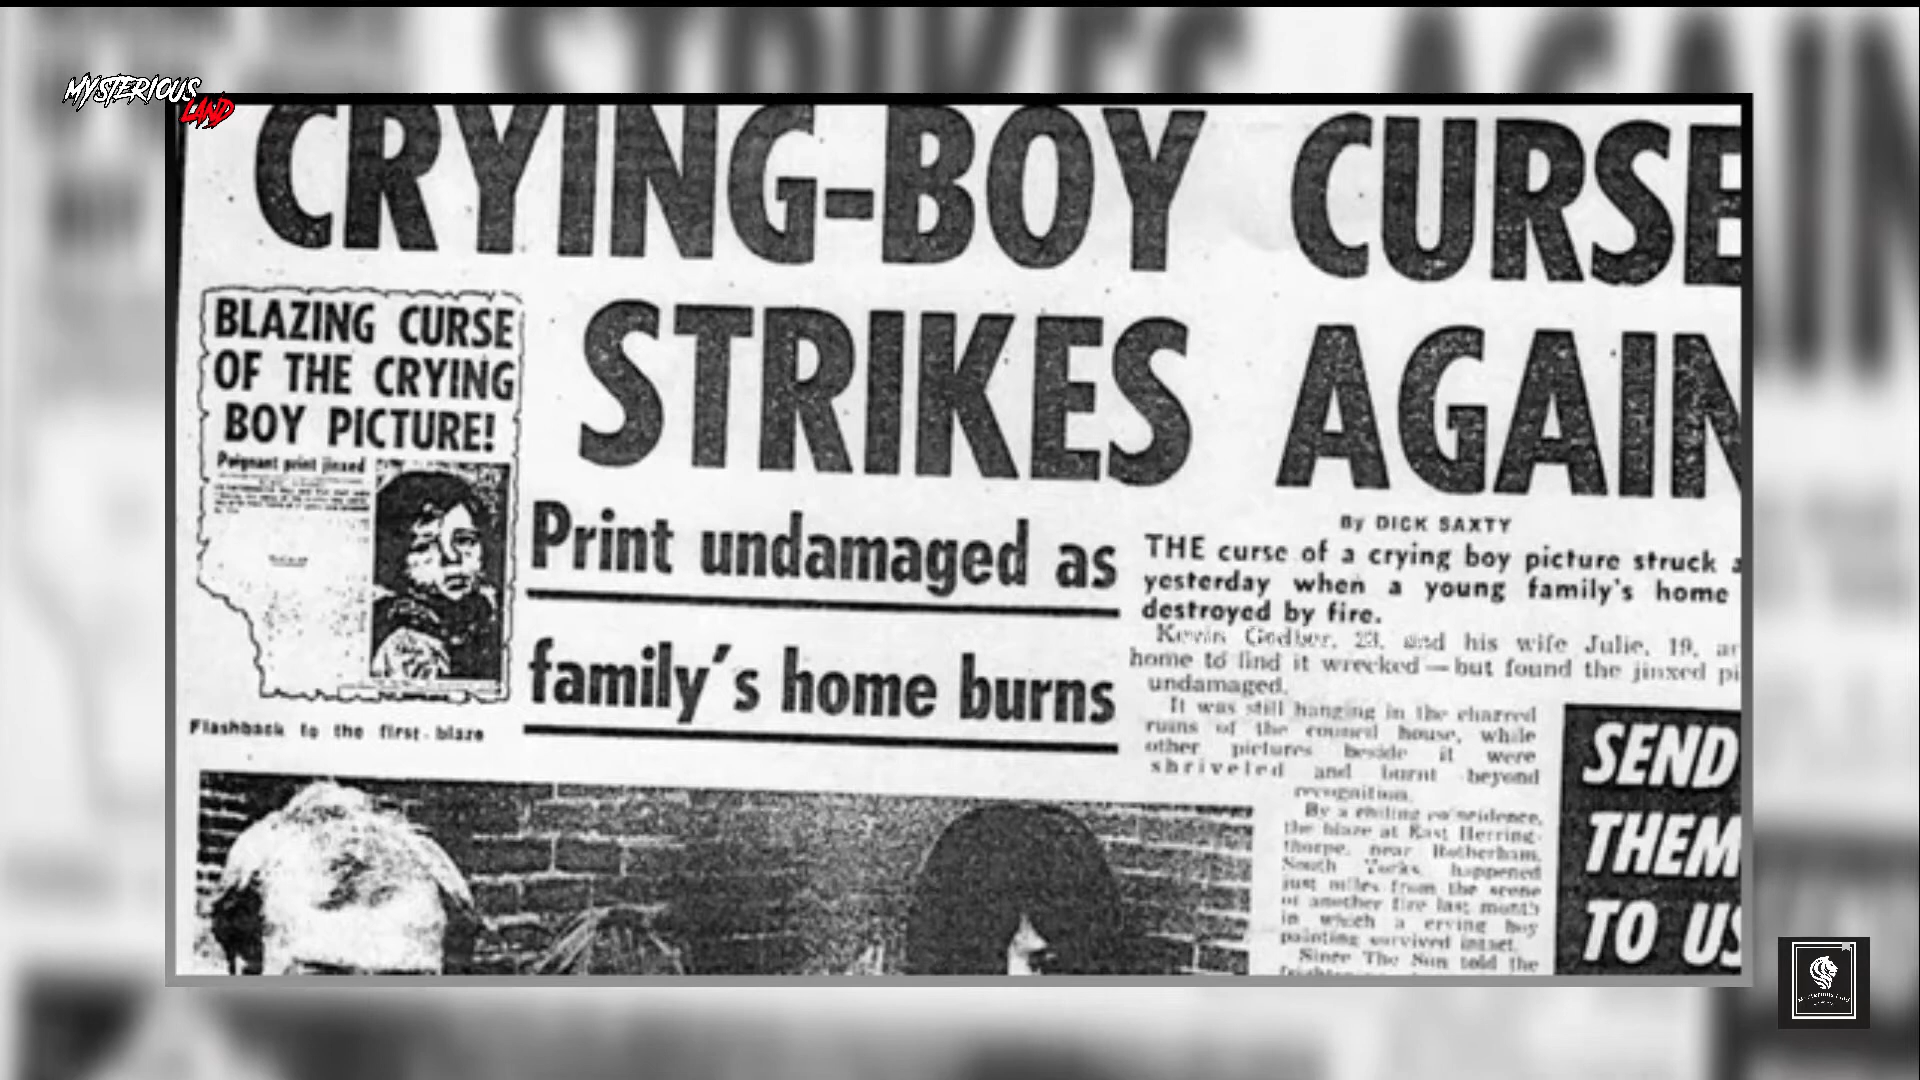 MYSTERIOUS
LAND
CRYING-BOY CURSE
STRIKES AGAIN
BLAZING CURSE
OF THE CRYING
BOY PICTURE!
Poignant print jinxed
Flashback to the first blaze
Print undamaged as
family's home burns
By DICK SAXTY
THE curse of a crying boy picture struck a
yesterday when a young family's home
destroyed by fire.
Kevin Godber, 23, and his wife Julie, 19, ar
home to find it wrecked — but found the jinxed pi
undamaged.
It was still hanging in the charred
ruins of the council house, while
other pictures beside it were
shriveled and burnt beyond
recognition.
By a chilling co'ncidence,
the blaze at East Herring-
thorpe, near Rotherham,
South Yorks, happened
just miles from the scene
of another fire last month
in which a crying boy
painting survived intact.
Since The Sun told the
SEND
THEM
TO US